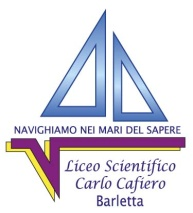 NAVIGHIAMO NEI MARI DEL SAPERE
Liceo Scientifico
Carlo Cafiero
Barletta